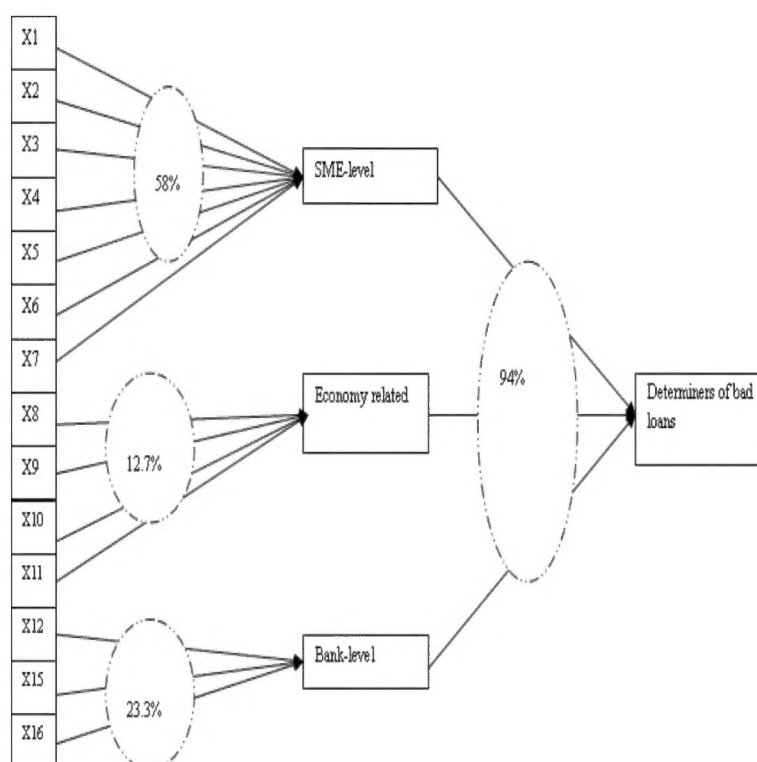 X1
X2
X3
X4
X5
X6
X7
X8
X9
X10
X11
X12
X15
X16
58%
12.7%
23.3%
SME-level
Economy related
Bank-level
94%
Determiners of bad
loans